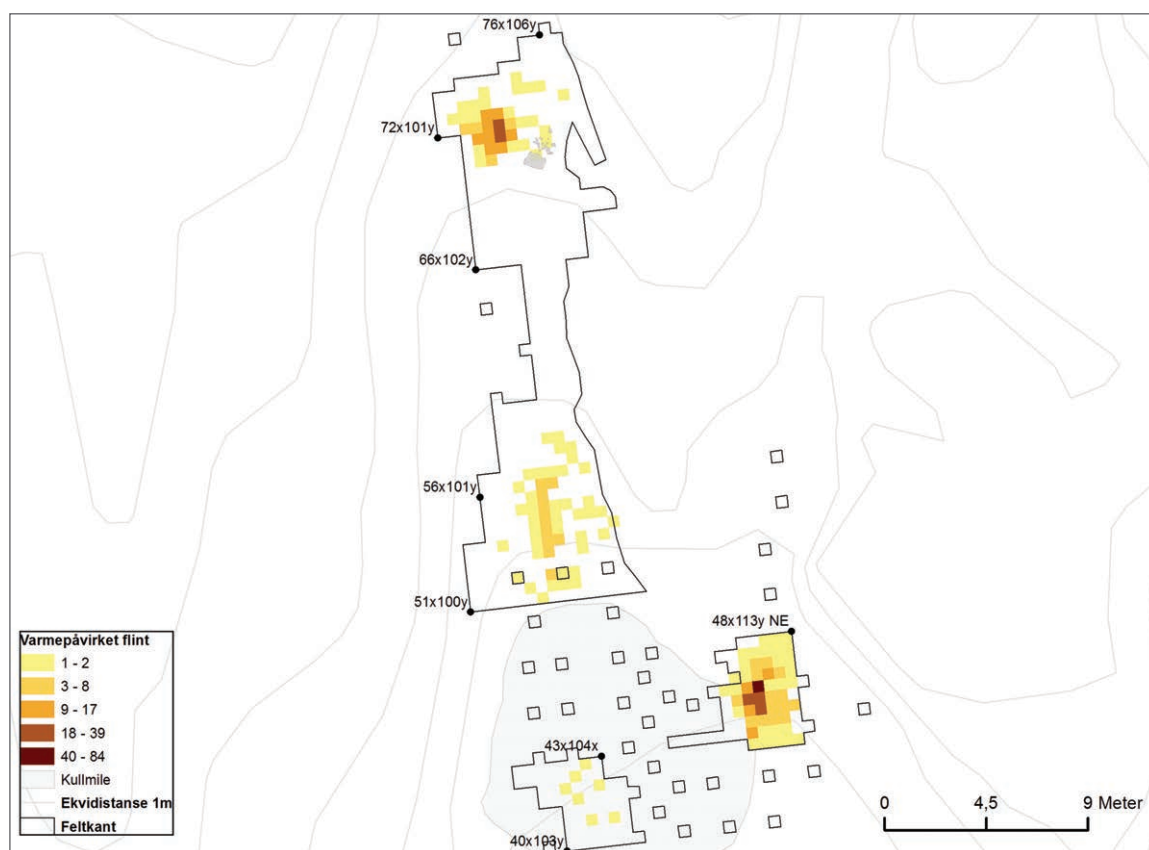 76x106y
72x101y
66x102y
56x101y
51x100y
48x113y NE
43x104x
40x103y
Varmepåvirket flint
1 - 2
3 - 8
9 - 17
18 - 39
40 - 84
Kullmile
Ekvidistanse 1m
Feltkant
0 4,5 9 Meter